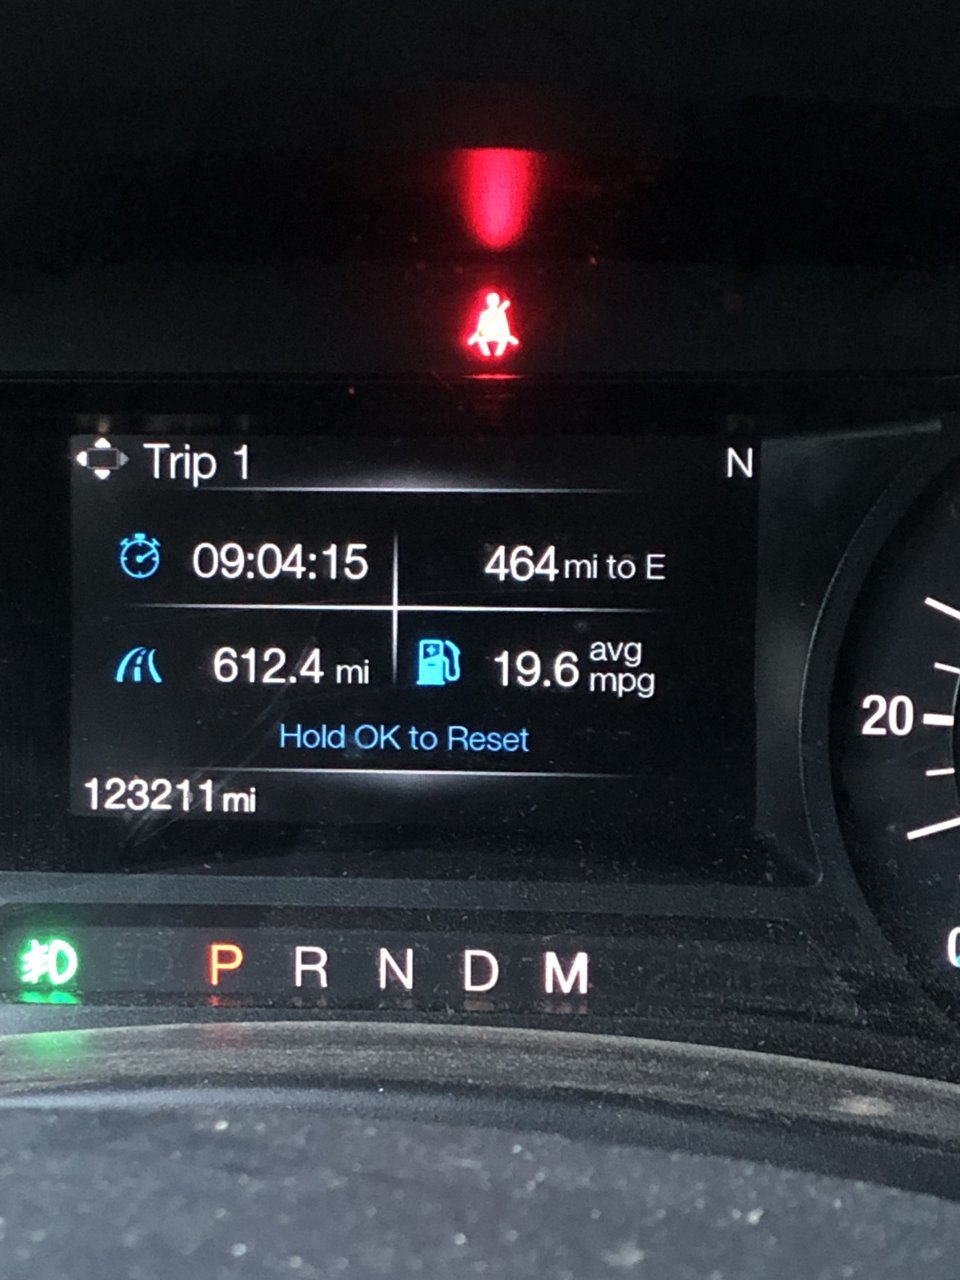 Trip 1 N
09:04:15 464 mi to E
612.4 mi 19.6 avg mpg
Hold OK to Reset
123211 mi
20
P R N D M